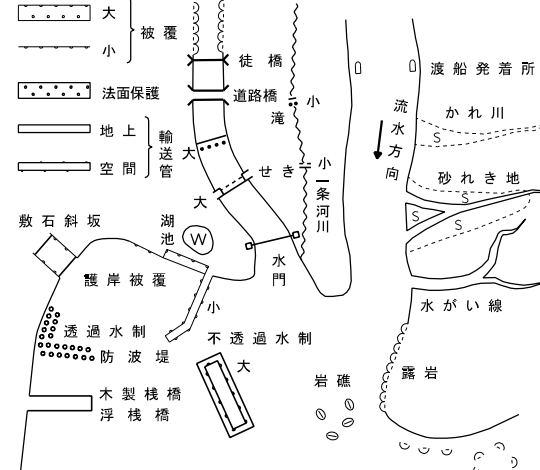 大
被覆
小
法面保護
地上
輸送管
空間
徒橋
道路橋
小
滝
大
せき
小
大
一条河川
渡船発着所
流水方向
かれ川
S
砂れき地
S
S
S
敷石斜坂
湖池
W
水門
護岸被覆
小
水がい線
透過水制
不透過水制
防波堤
大
露岩
岩礁
木製桟橋
浮桟橋